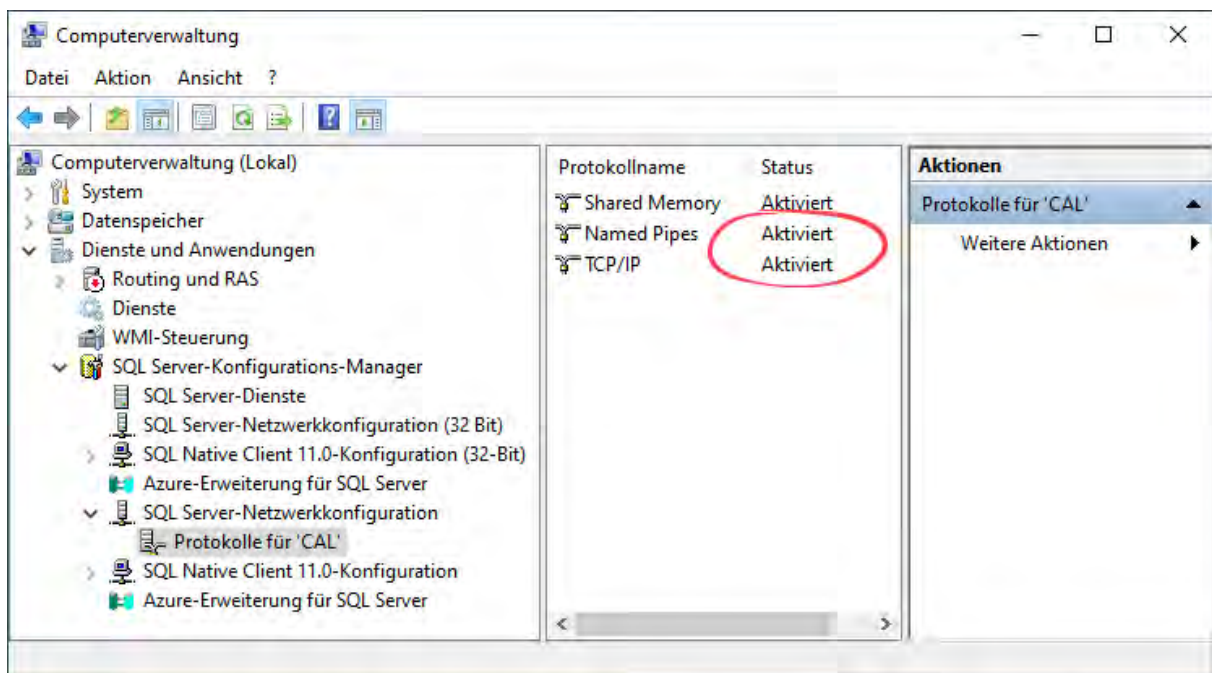 Computerverwaltung
Datei Aktion Ansicht ?
Computerverwaltung (Lokal)
System
Datenspeicher
Dienste und Anwendungen
Routing und RAS
Dienste
WMI-Steuerung
SQL Server-Konfigurations-Manager
SQL Server-Dienste
SQL Server-Netzwerkkonfiguration (32 Bit)
SQL Native Client 11.0-Konfiguration (32-Bit)
Azure-Erweiterung für SQL Server
SQL Server-Netzwerkkonfiguration
Protokolle für 'CAL'
SQL Native Client 11.0-Konfiguration
Azure-Erweiterung für SQL Server
Protokollname Status
Shared Memory Aktiviert
Named Pipes Aktiviert
TCP/IP Aktiviert
Aktionen
Protokolle für 'CAL'
Weitere Aktionen